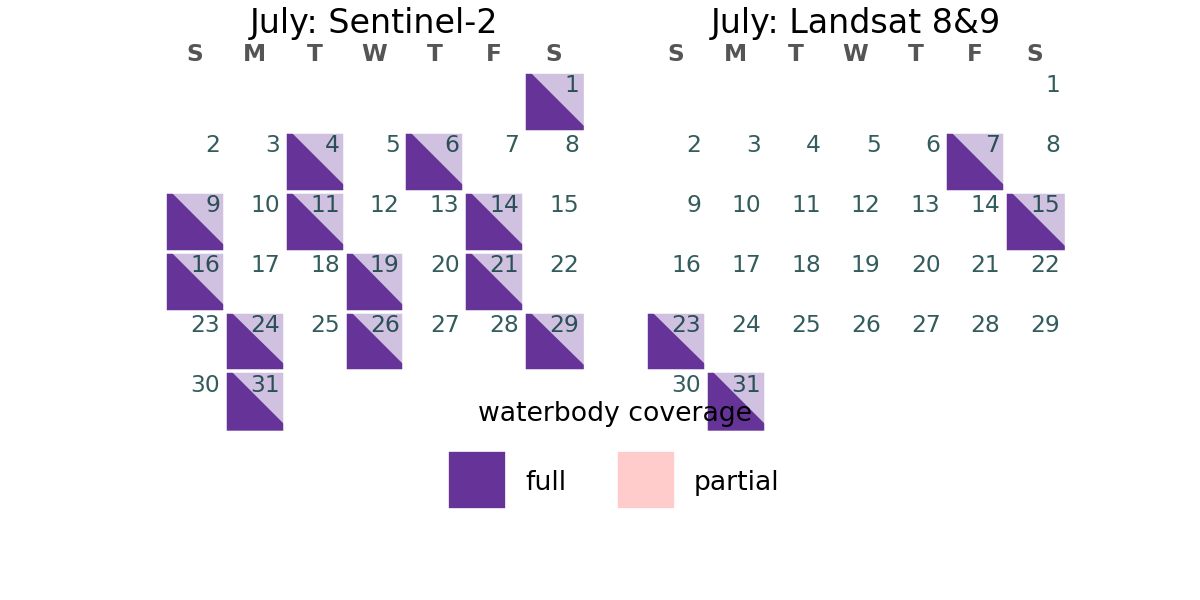 July: Sentinel-2
S M T W T F S
1
2 3 4 5 6 7 8
9 10 11 12 13 14 15
16 17 18 19 20 21 22
23 24 25 26 27 28 29
30 31
July: Landsat 8&9
S M T W T F S
1
2 3 4 5 6 7 8
9 10 11 12 13 14 15
16 17 18 19 20 21 22
23 24 25 26 27 28 29
30 31
waterbody coverage
full partial